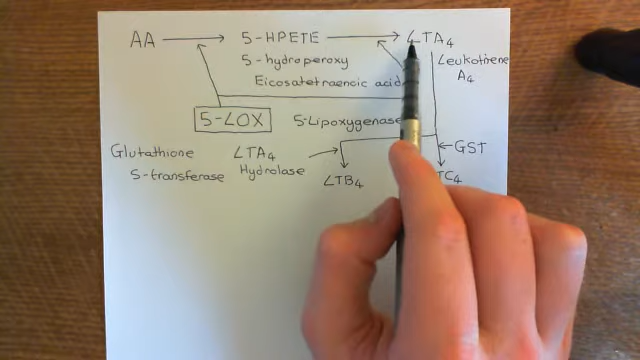 AA 5-HPETE LTA4
5-hydroperoxy Leukotriene
Eicosatetraenoic acid A4
5-LOX 5-Lipoxygenase
Glutathione LTA4 GST
S-transferase Hydrolase LTB4 TC4